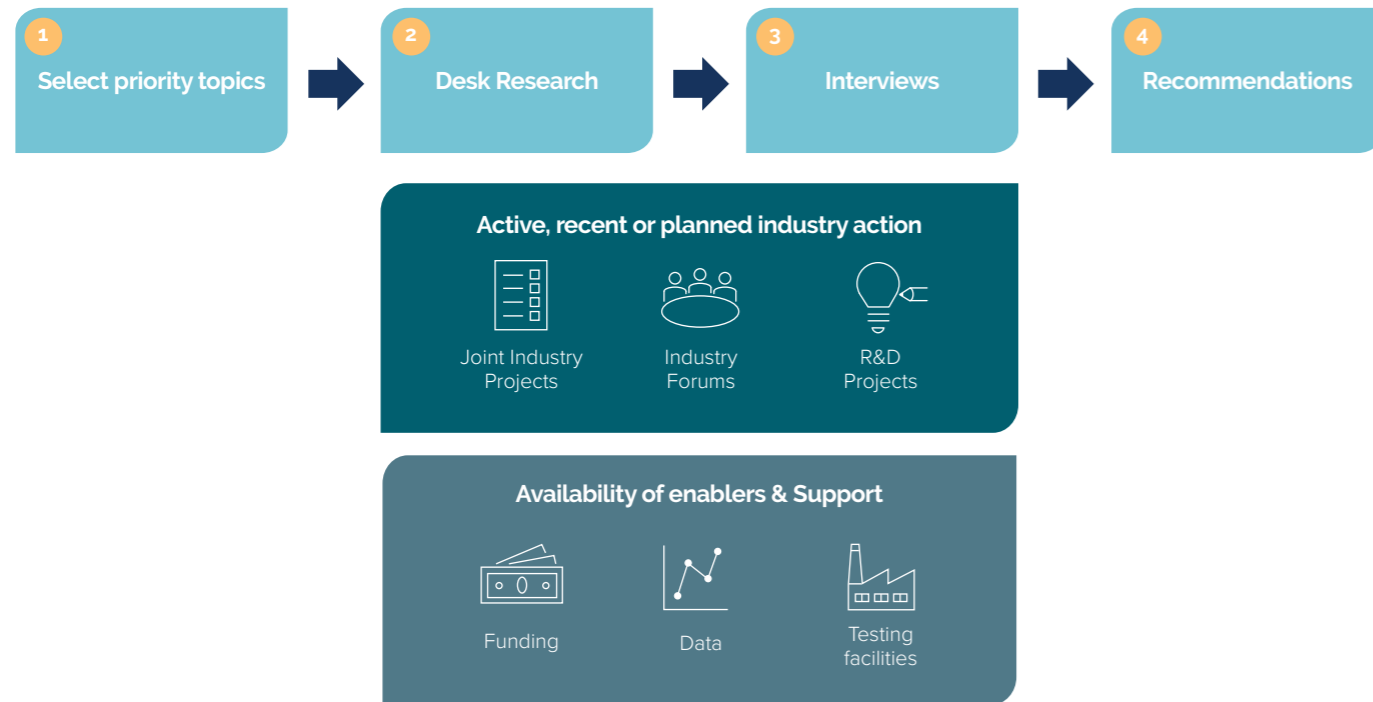 1
Select priority topics
2
Desk Research
3
Interviews
4
Recommendations
Active, recent or planned industry action
Joint Industry
Projects
Industry
Forums
R&D
Projects
Availability of enablers & Support
Funding
Data
Testing
facilities